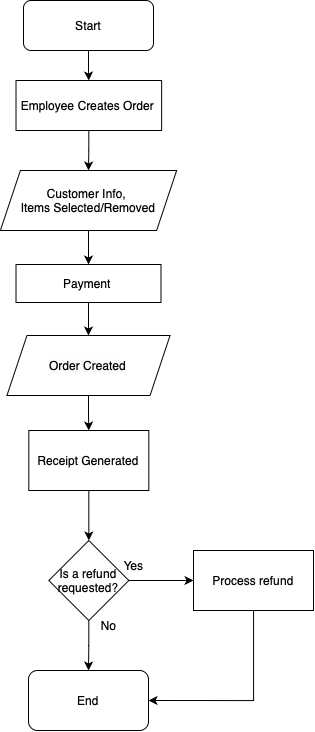 Start
Employee Creates Order
Customer Info,
Items Selected/Removed
Payment
Order Created
Receipt Generated
Is a refund
requested?
Yes
Process refund
No
End